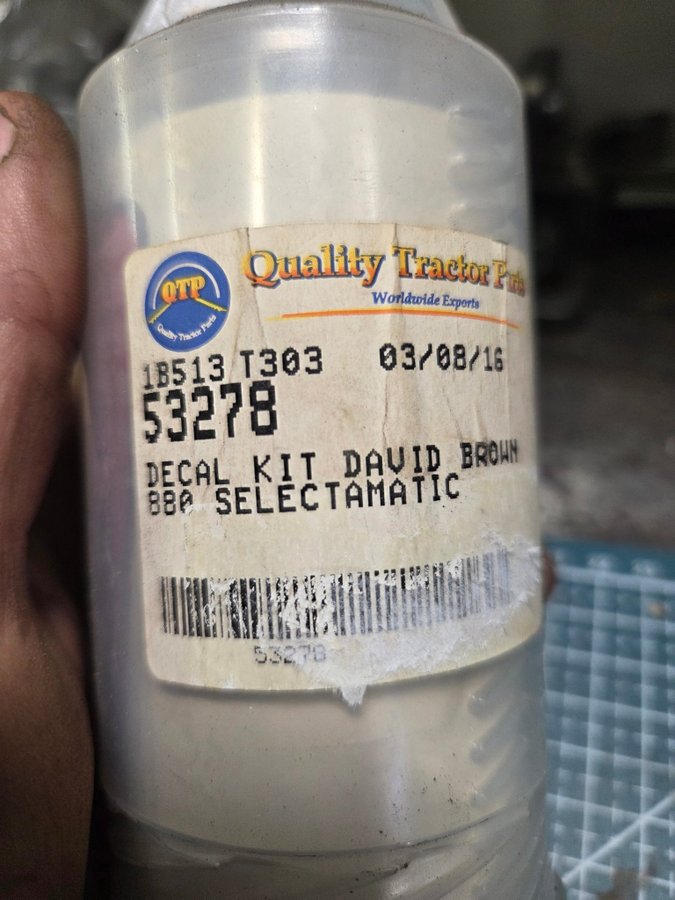 Quality Tractor Parts
Worldwide Exports
QTP
Quality Tractor Parts
1B513 T303 03/08/16
53278
DECAL KIT DAVID BROWN
880 SELECTAMATIC
53278